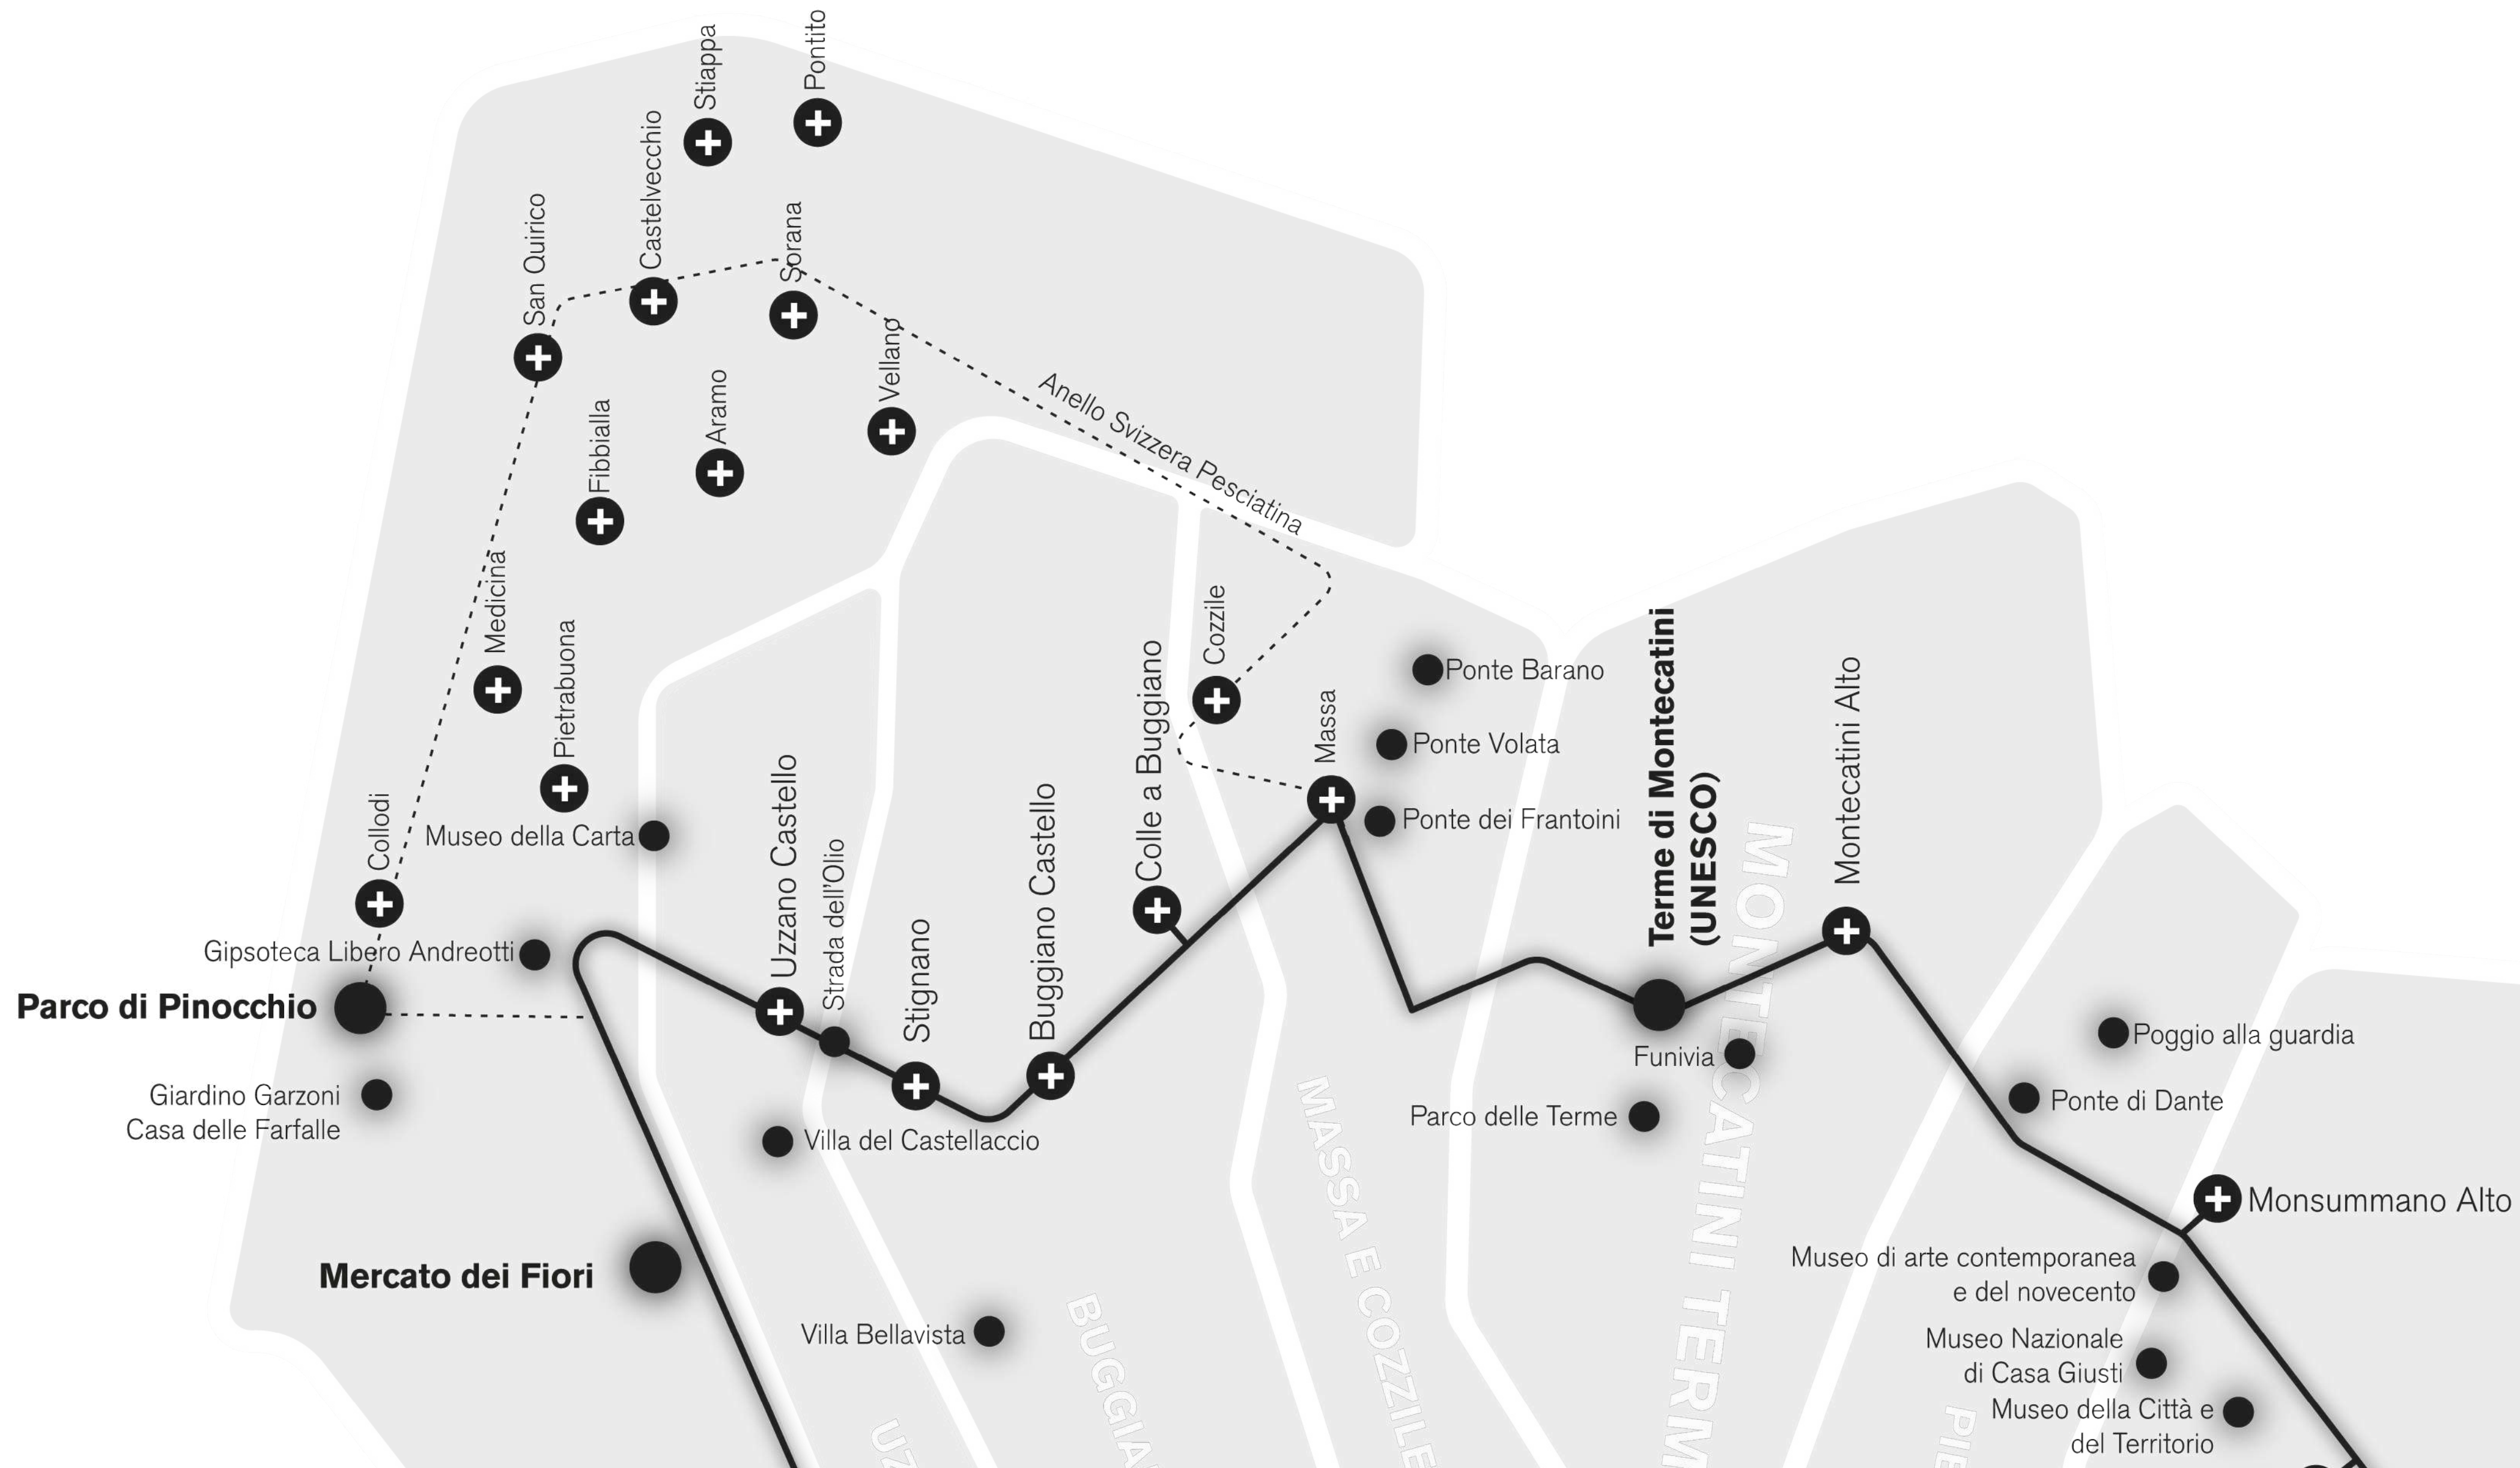 Stiappa
Pontito
Castelvecchio
San Quirico
Sorana
Vellano
Anello Svizzera Pesciatina
Aramo
Fibbialla
Medicina
Pietrabuona
Collodi
Museo della Carta
Gipsoteca Libero Andreotti
Parco di Pinocchio
Giardino Garzoni
Casa delle Farfalle
Mercato dei Fiori
Uzzano Castello
Strada dell'Olio
Stignano
Buggiano Castello
Colle a Buggiano
Cozzile
Massa
Villa del Castellaccio
Villa Bellavista
Ponte Barano
Ponte Volata
Ponte dei Frantoini
Terme di Montecatini
(UNESCO)
Montecatini Alto
Funivia
Parco delle Terme
Poggio alla guardia
Ponte di Dante
Monsummano Alto
Museo di arte contemporanea
e del novecento
Museo Nazionale
di Casa Giusti
Museo della Città e
del Territorio
MASSA E COZZILE
MONTECATINI TERM
BUGGIA
UZ
PIE